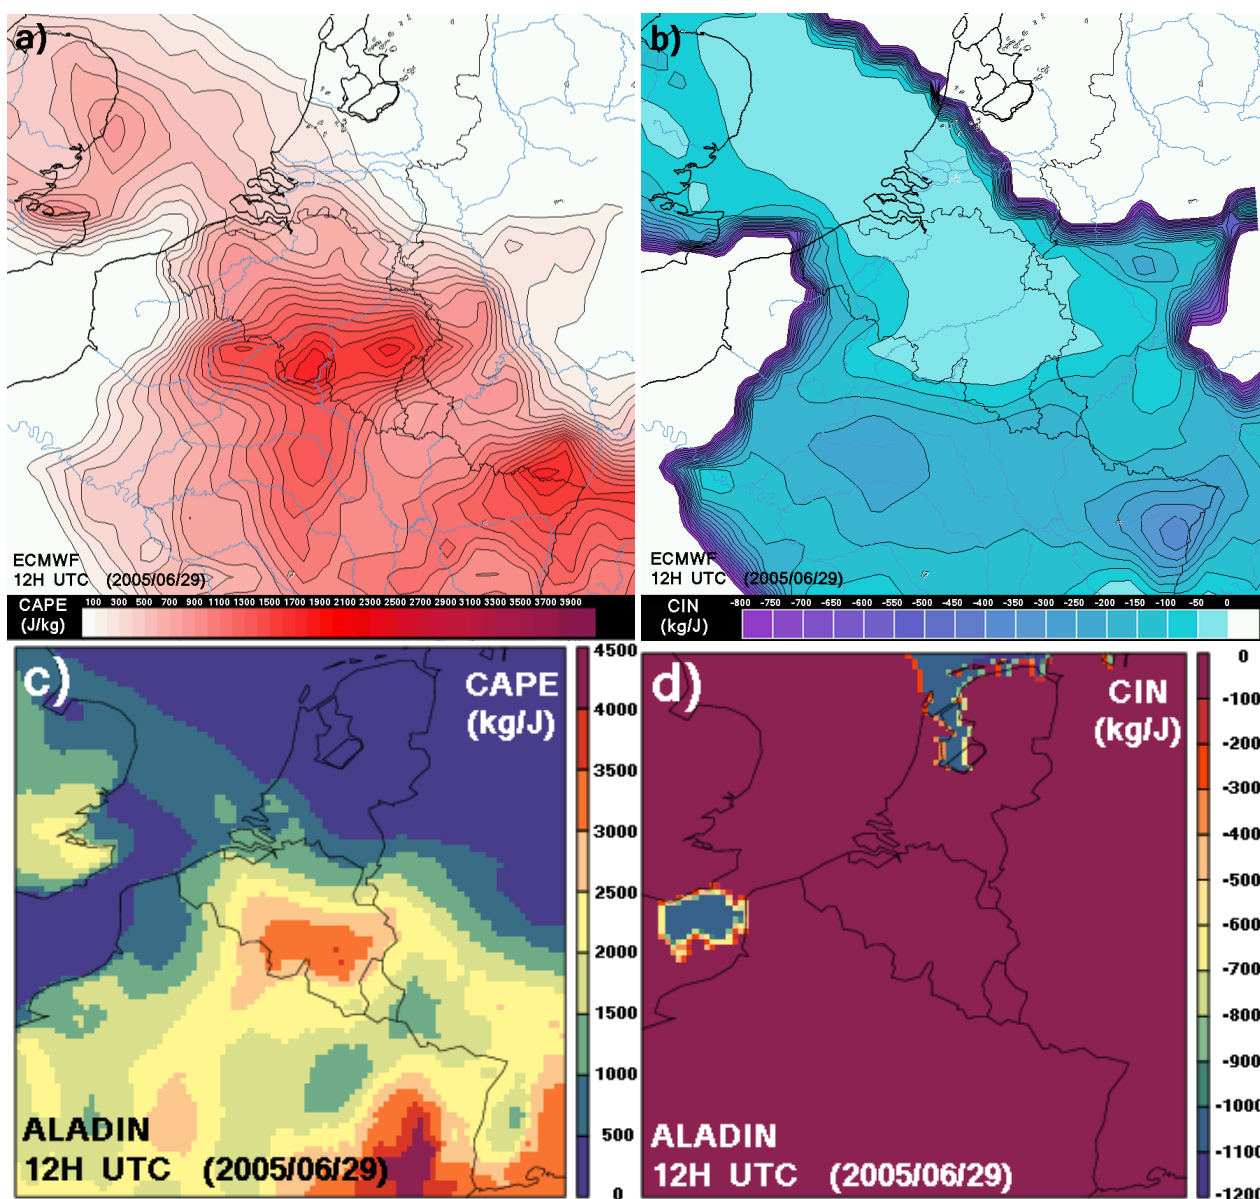 a)
ECMWF
12H UTC (2005/06/29)
CAPE 100 300 500 700 900 1100 1300 1500 1700 1900 2100 2300 2500 2700 2900 3100 3300 3500 3700 3900
(J/kg)
b)
ECMWF
12H UTC (2005/06/29)
CIN -800 -750 -700 -650 -600 -550 -500 -450 -400 -350 -300 -250 -200 -150 -100 -50 0
(kg/J)
c)
CAPE
(kg/J)
4500
4000
3500
3000
2500
2000
1500
1000
500
0
ALADIN
12H UTC (2005/06/29)
d)
CIN
(kg/J)
0
-100
-200
-300
-400
-500
-600
-700
-800
-900
-1000
-1100
-1200
ALADIN
12H UTC (2005/06/29)